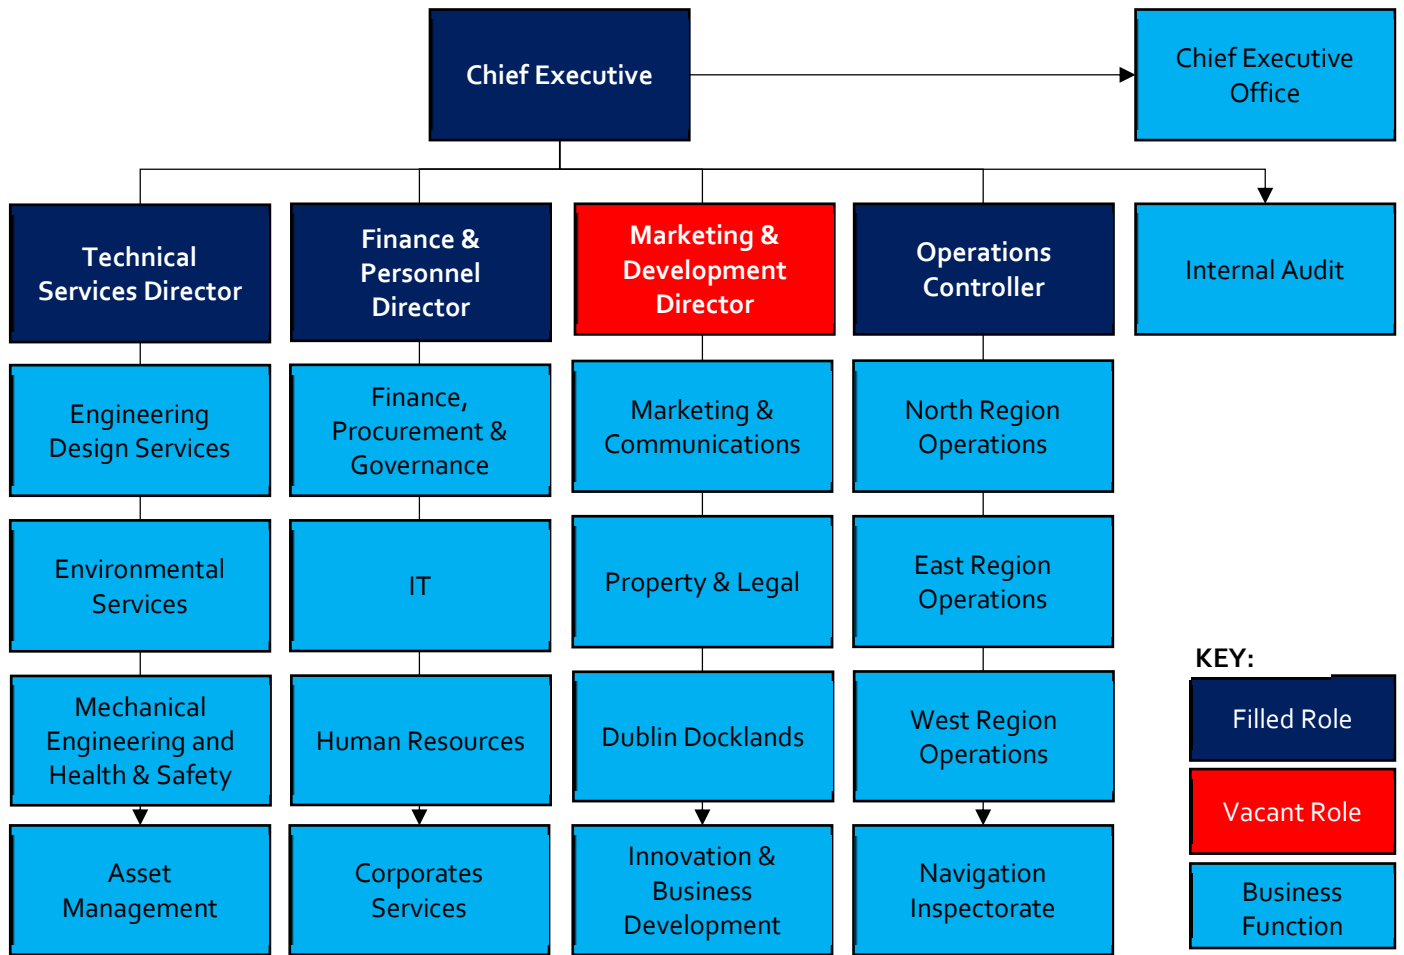 Chief Executive
Chief Executive
Office
Technical
Services Director
Finance &
Personnel
Director
Marketing &
Development
Director
Operations
Controller
Internal Audit
Engineering
Design Services
Finance,
Procurement &
Governance
Marketing &
Communications
North Region
Operations
Environmental
Services
IT
Property & Legal
East Region
Operations
Mechanical
Engineering and
Health & Safety
Human Resources
Dublin Docklands
West Region
Operations
Asset
Management
Corporates
Services
Innovation &
Business
Development
Navigation
Inspectorate
KEY:
Filled Role
Vacant Role
Business
Function